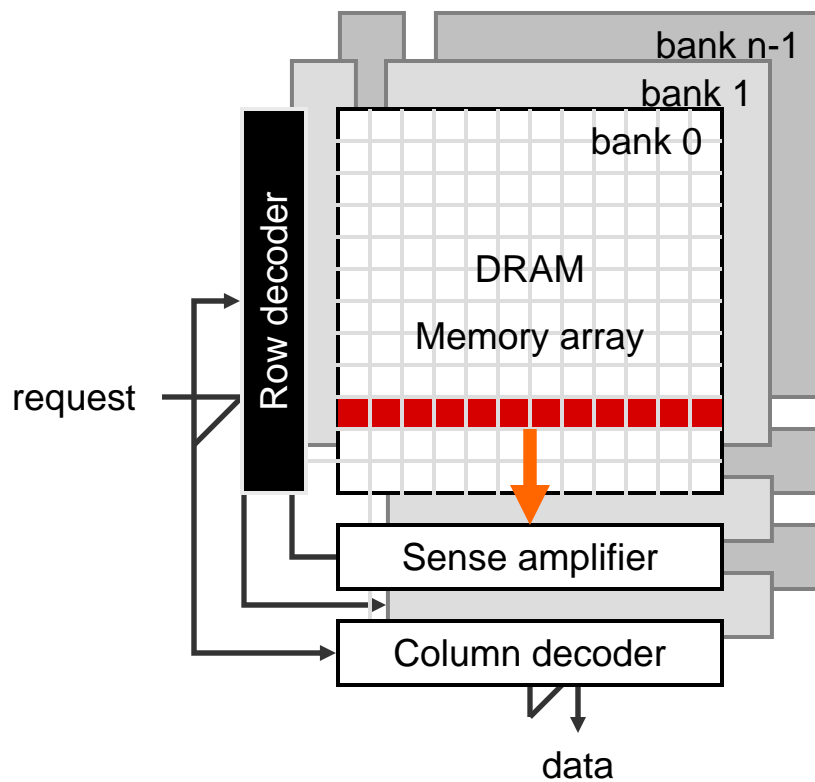 bank n-1
bank 1
bank 0
Row decoder
DRAM
Memory array
request
Sense amplifier
Column decoder
data